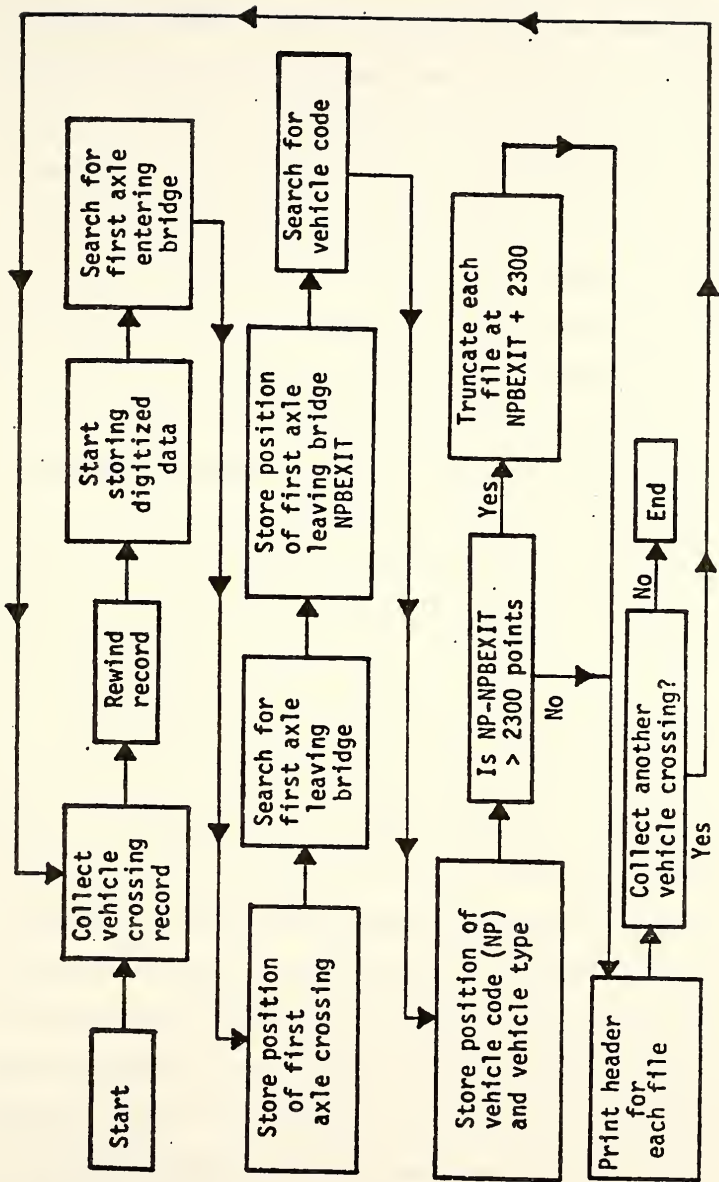 Start
Collect
vehicle
crossing
record
Rewind
record
Start
storing
digitized
data
Search for
first axle
entering
bridge
Store position
of first
axle crossing
Search for
first axle
leaving
bridge
Store position
of first axle
leaving bridge
NPBEXIT
Search for
vehicle code
Store position of
vehicle code (NP)
and vehicle type
Is NP-NPBEXIT
> 2300 points
Yes
No
Truncate each
file at
NPBEXIT + 2300
Print header
for
each file
Collect another
vehicle crossing?
No
Yes
End